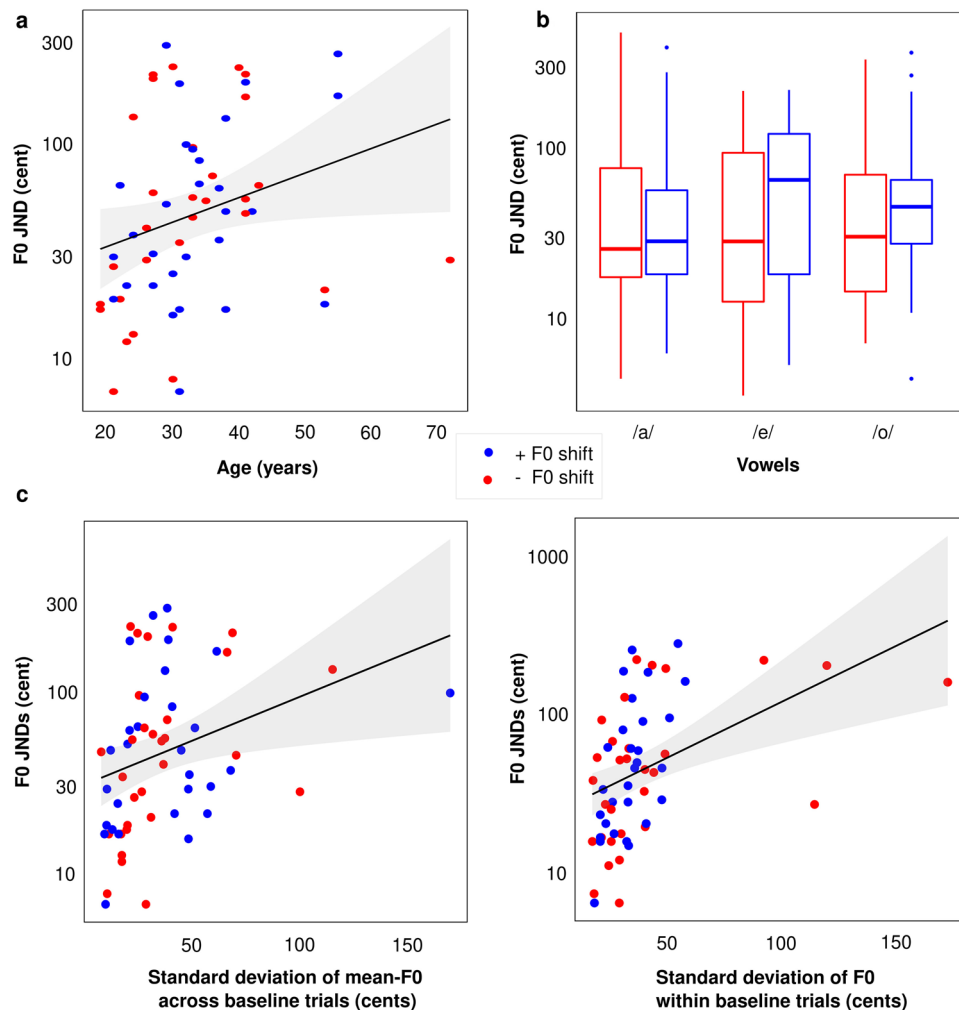 a
300
100
30
10
F0 JND (cent)
20 30 40 50 60 70
Age (years)
b
300
100
30
10
F0 JND (cent)
/a/ /e/ /o/
Vowels
+ F0 shift
- F0 shift
c
300
100
30
10
F0 JNDs (cent)
50 100 150
Standard deviation of mean-F0
across baseline trials (cents)
1000
100
10
F0 JNDs (cent)
50 100 150
Standard deviation of F0
within baseline trials (cents)